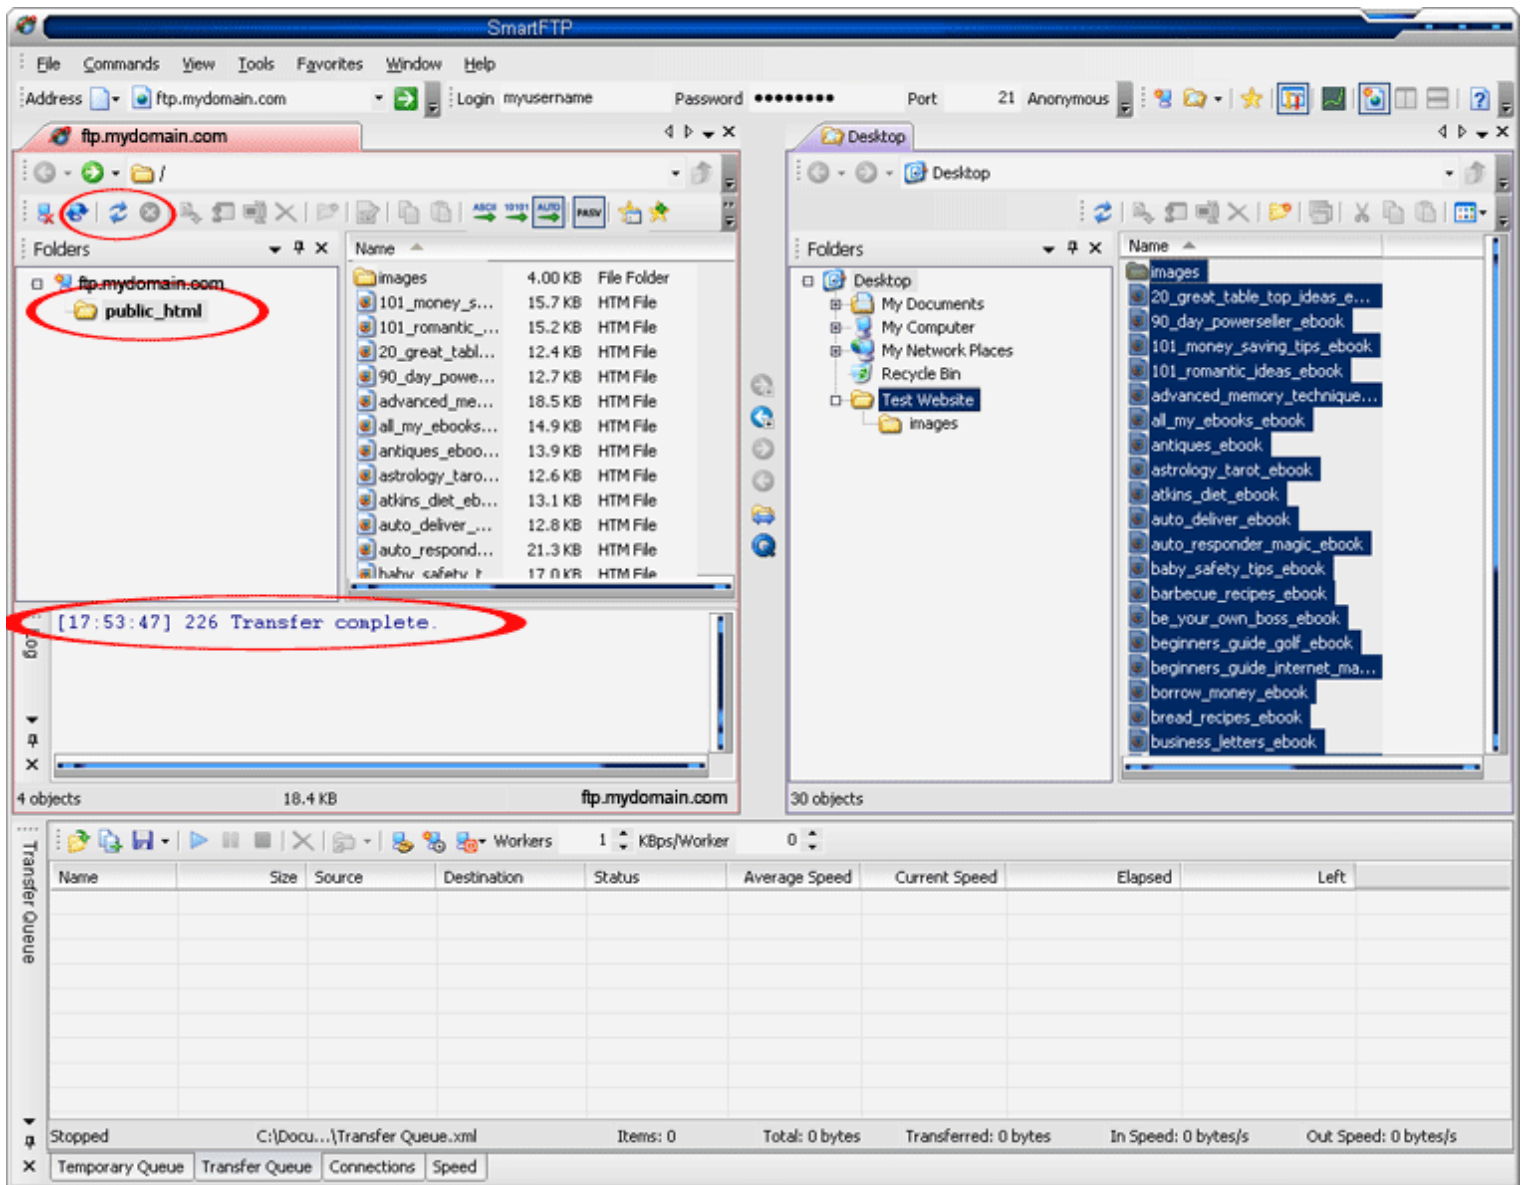 SmartFTP
File Commands View Tools Favorites Window Help
Address ftp.mydomain.com Login myusername Password •••••••• Port 21 Anonymous
ftp.mydomain.com
/
ASCII 10101 AUTO PASV
Folders
ftp.mydomain.com
public_html
Name
images 4.00 KB File Folder
101_money_s... 15.7 KB HTM File
101_romantic_... 15.2 KB HTM File
20_great_tabl... 12.4 KB HTM File
90_day_powe... 12.7 KB HTM File
advanced_me... 18.5 KB HTM File
all_my_ebooks... 14.9 KB HTM File
antiques_eboo... 13.9 KB HTM File
astrology_taro... 12.6 KB HTM File
atkins_diet_eb... 13.1 KB HTM File
auto_deliver_... 12.8 KB HTM File
auto_respond... 21.3 KB HTM File
baby_safety_t... 17.0 KB HTM File
Log
[17:53:47] 226 Transfer complete.
4 objects 18.4 KB ftp.mydomain.com
Desktop
Desktop
Folders
Desktop
My Documents
My Computer
My Network Places
Recycle Bin
Test Website
images
Name
images
20_great_table_top_ideas_e...
90_day_powerseller_ebook
101_money_saving_tips_ebook
101_romantic_ideas_ebook
advanced_memory_technique...
all_my_ebooks_ebook
antiques_ebook
astrology_tarot_ebook
atkins_diet_ebook
auto_deliver_ebook
auto_responder_magic_ebook
baby_safety_tips_ebook
barbecue_recipes_ebook
be_your_own_boss_ebook
beginners_guide_golf_ebook
beginners_guide_internet_ma...
borrow_money_ebook
bread_recipes_ebook
business_letters_ebook
30 objects
Transfer Queue
Workers 1 KBps/Worker 0
Name Size Source Destination Status Average Speed Current Speed Elapsed Left
Stopped C:\Docu...\Transfer Queue.xml Items: 0 Total: 0 bytes Transferred: 0 bytes In Speed: 0 bytes/s Out Speed: 0 bytes/s
Temporary Queue Transfer Queue Connections Speed